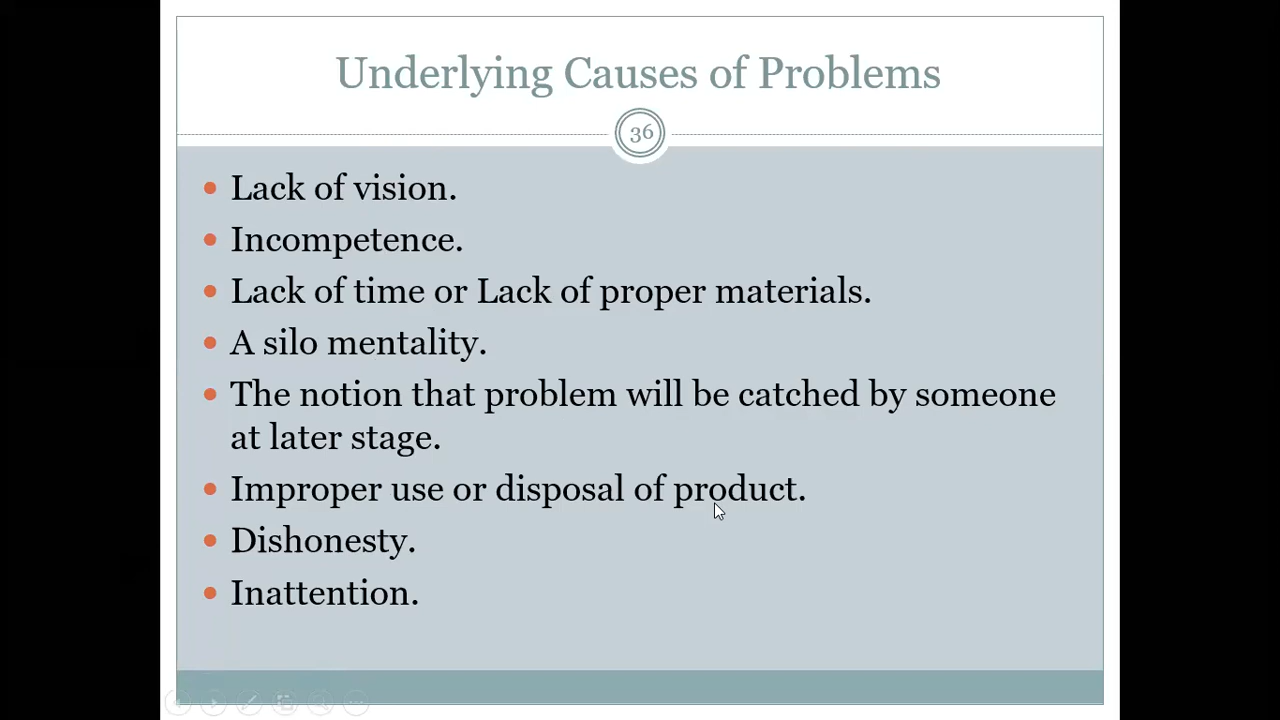 Underlying Causes of Problems
36
Lack of vision.
Incompetence.
Lack of time or Lack of proper materials.
A silo mentality.
The notion that problem will be catched by someone
at later stage.
Improper use or disposal of product.
Dishonesty.
Inattention.